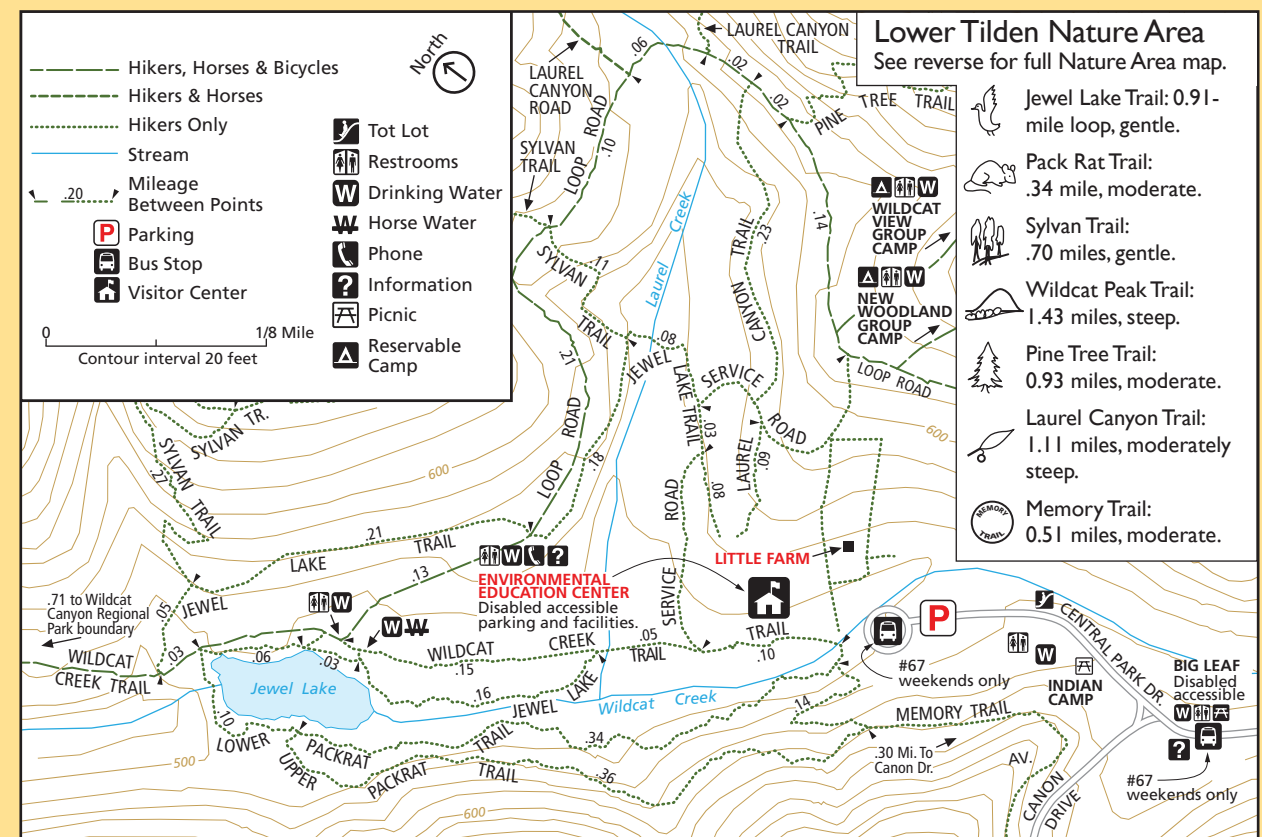 Lower Tilden Nature Area
See reverse for full Nature Area map.
Jewel Lake Trail: 0.91-
mile loop, gentle.
Pack Rat Trail:
.34 mile, moderate.
Sylvan Trail:
.70 miles, gentle.
Wildcat Peak Trail:
1.43 miles, steep.
Pine Tree Trail:
0.93 miles, moderate.
Laurel Canyon Trail:
1.11 miles, moderately
steep.
MEMORY
TRAIL
Memory Trail:
0.51 miles, moderate.
North
Hikers, Horses & Bicycles
Hikers & Horses
Hikers Only
Stream
.20
Mileage
Between Points
P Parking
Bus Stop
Visitor Center
Tot Lot
Restrooms
W Drinking Water
W Horse Water
Phone
? Information
Picnic
Reservable
Camp
0
1/8 Mile
Contour interval 20 feet
LAUREL CANYON
TRAIL
.06
.02
.02
LAUREL
CANYON
ROAD
PINE TREE TRAIL
LOOP ROAD
.10
SYLVAN
TRAIL
W
WILDCAT
VIEW
GROUP
CAMP
.14
Laurel Creek
CANYON TRAIL
.23
SYLVAN
.11
TRAIL
W
NEW
WOODLAND
GROUP
CAMP
LOOP ROAD
.21
.08
JEWEL
LAKE TRAIL
SERVICE
ROAD
.03
.08
LAUREL
.09
600
LOOP ROAD
.18
SYLVAN TR.
SYLVAN
.27
TRAIL
600
.21
LAKE
TRAIL
JEWEL
.05
.13
W
?
ENVIRONMENTAL
EDUCATION CENTER
Disabled accessible
parking and facilities.
LITTLE FARM
SERVICE
ROAD
.71 to Wildcat
Canyon Regional
Park boundary
W
W
W
WILDCAT
CREEK TRAIL
.03
.06
.03
WILDCAT
CREEK
TRAIL
.15
.05
TRAIL
.10
P
#67
weekends only
CENTRAL PARK DR.
W
INDIAN
CAMP
BIG LEAF
Disabled
accessible
W
?
#67
weekends only
Jewel Lake
.16
JEWEL
LAKE
Wildcat Creek
.14
MEMORY TRAIL
.30 Mi. To
Canon Dr.
AV.
CANON
DRIVE
.10
LOWER
PACKRAT
TRAIL
.34
UPPER
PACKRAT
TRAIL
.36
500
600